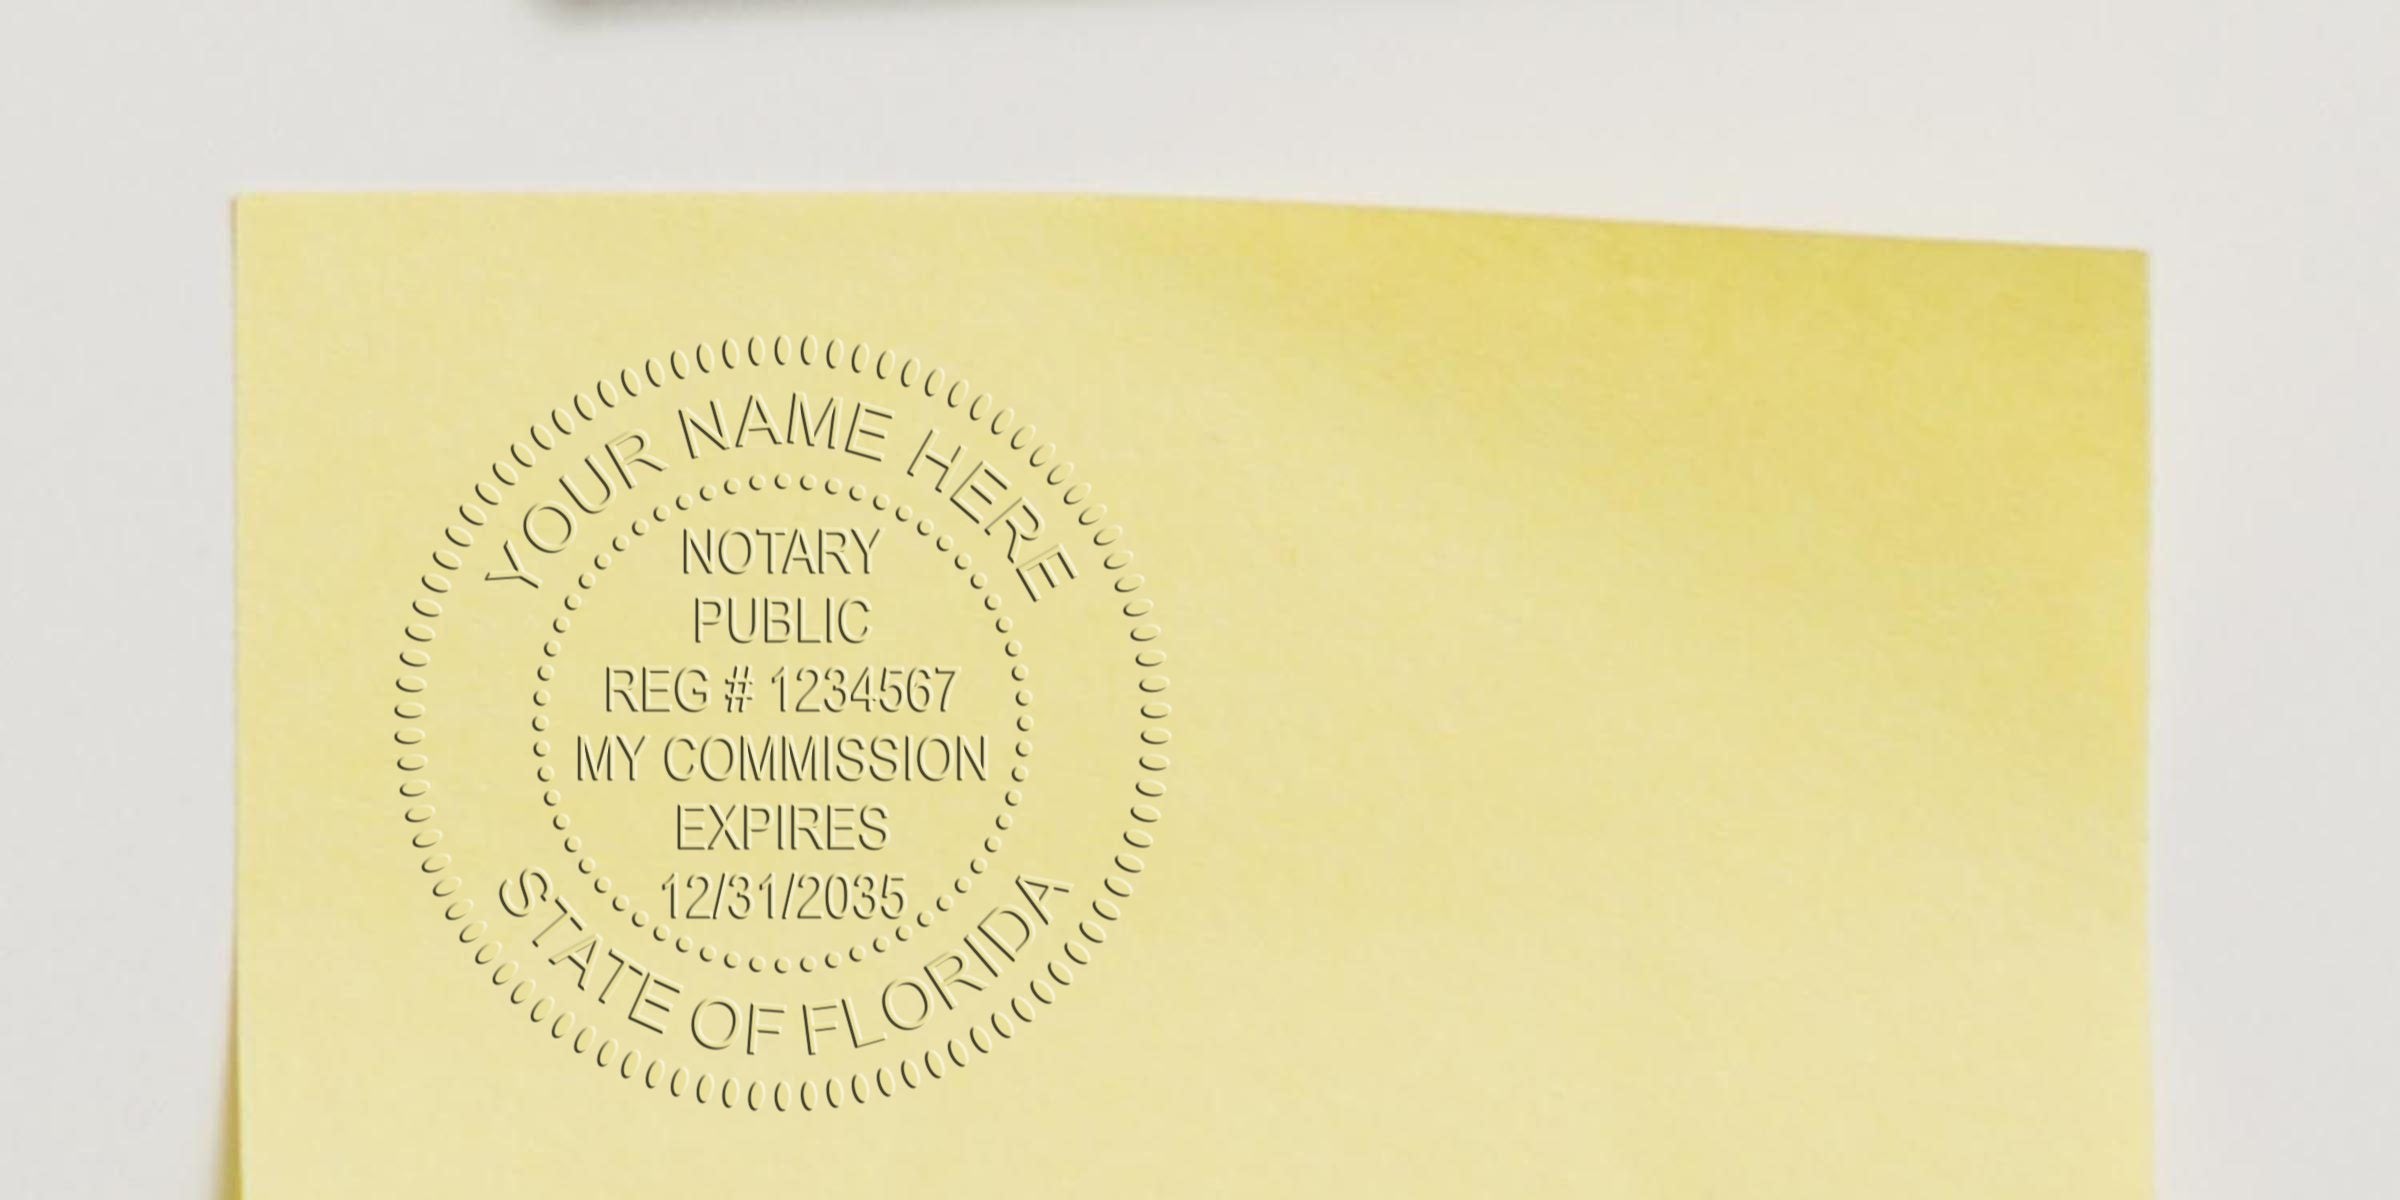 YOUR NAME HERE
NOTARY
PUBLIC
REG # 1234567
MY COMMISSION
EXPIRES
12/31/2035
STATE OF FLORIDA